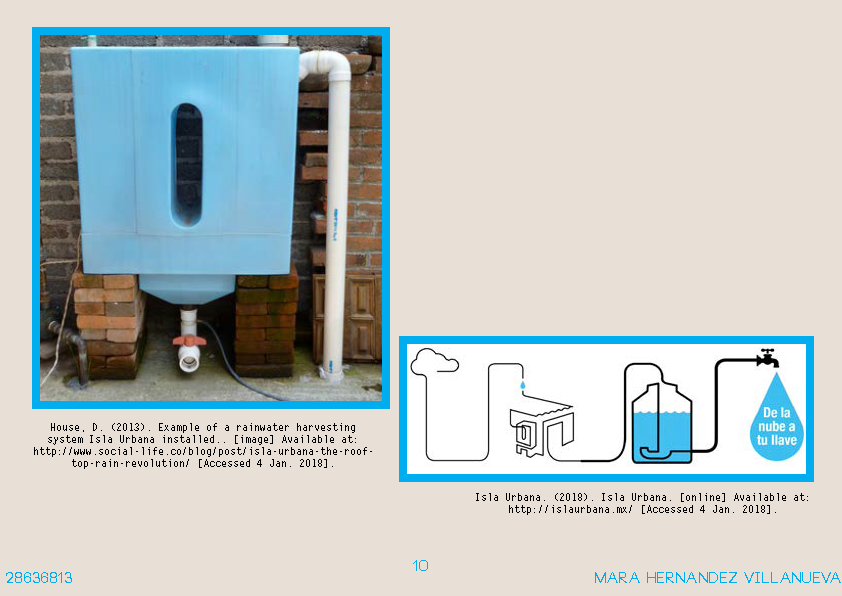 House, D. (2013). Example of a rainwater harvesting
system Isla Urbana installed.. [image] Available at:
http://www.social-life.co/blog/post/isla-urbana-the-roof-
top-rain-revolution/ [Accessed 4 Jan. 2018].
De la
nube a
tu llave
Isla Urbana. (2018). Isla Urbana. [online] Available at:
http://islaurbana.mx/ [Accessed 4 Jan. 2018].
28636813
10
MARA HERNANDEZ VILLANUEVA